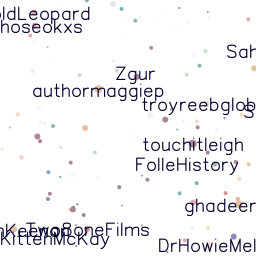 ldLeopard
hoseokxs
Sah
Zgur
authormaggiep
troyreebglob
S
touchitleigh
FolleHistory
ghadeer
TwoBoneFilms
KittenMcKay
DrHowieMel